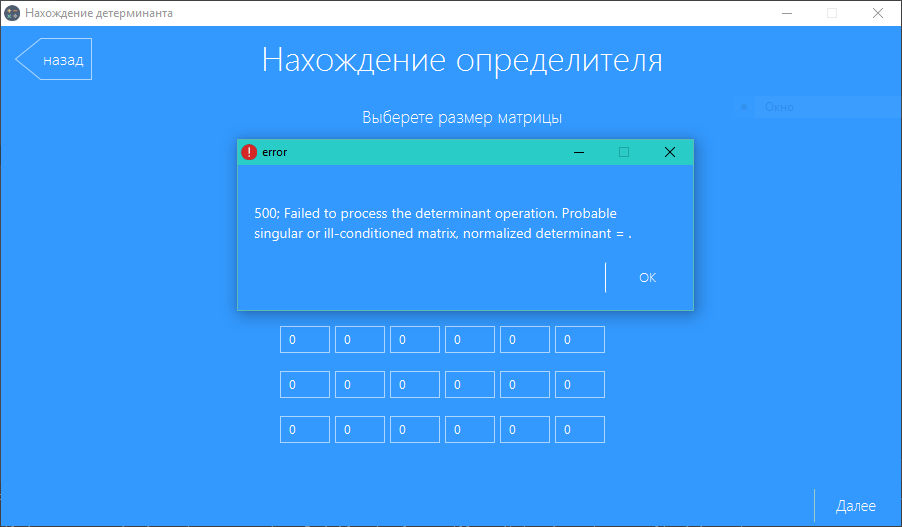 Нахождение детерминанта
назад
Нахождение определителя
Окно
Выберете размер матрицы
error
500; Failed to process the determinant operation. Probable
singular or ill-conditioned matrix, normalized determinant = .
OK
0 0 0 0 0 0
0 0 0 0 0 0
0 0 0 0 0 0
Далее